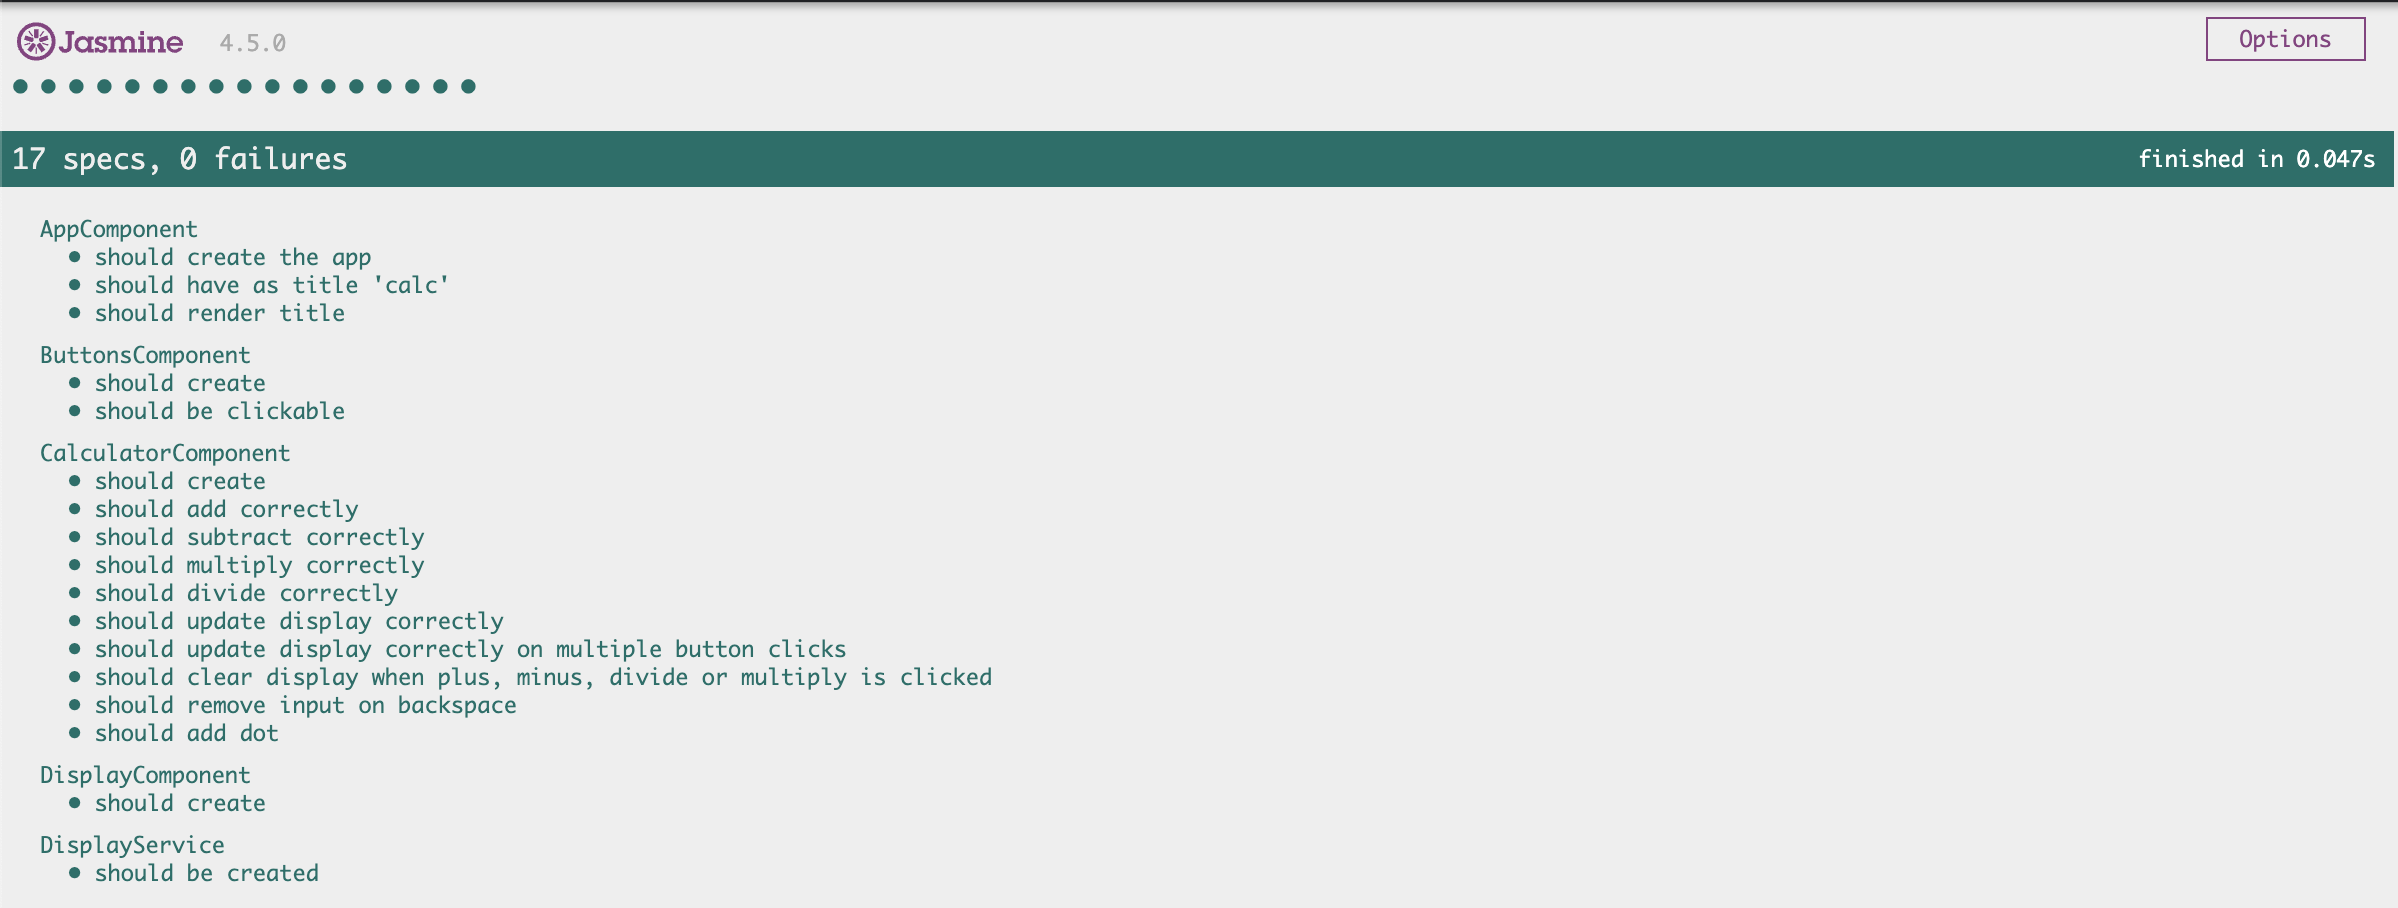 Jasmine 4.5.0 Options
17 specs, 0 failures finished in 0.047s
AppComponent
• should create the app
• should have as title 'calc'
• should render title
ButtonsComponent
• should create
• should be clickable
CalculatorComponent
• should create
• should add correctly
• should subtract correctly
• should multiply correctly
• should divide correctly
• should update display correctly
• should update display correctly on multiple button clicks
• should clear display when plus, minus, divide or multiply is clicked
• should remove input on backspace
• should add dot
DisplayComponent
• should create
DisplayService
• should be created